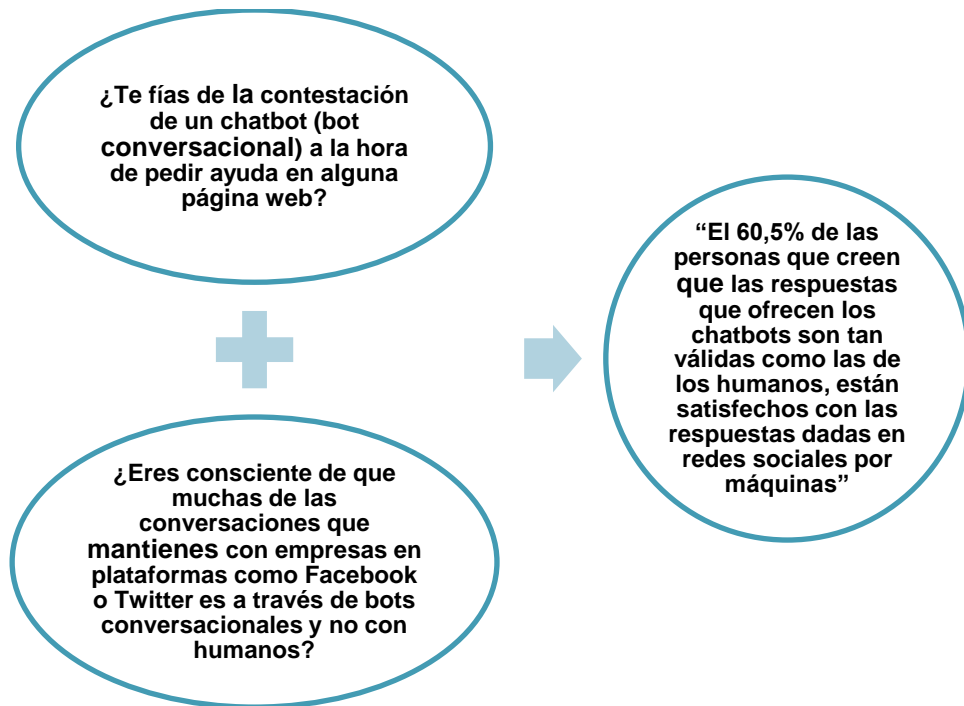 ¿Te fías de la contestación
de un chatbot (bot
conversacional) a la hora
de pedir ayuda en alguna
página web?
¿Eres consciente de que
muchas de las
conversaciones que
mantienes con empresas en
plataformas como Facebook
o Twitter es a través de bots
conversacionales y no con
humanos?
“El 60,5% de las
personas que creen
que las respuestas
que ofrecen los
chatbots son tan
válidas como las de
los humanos, están
satisfechos con las
respuestas dadas en
redes sociales por
máquinas”